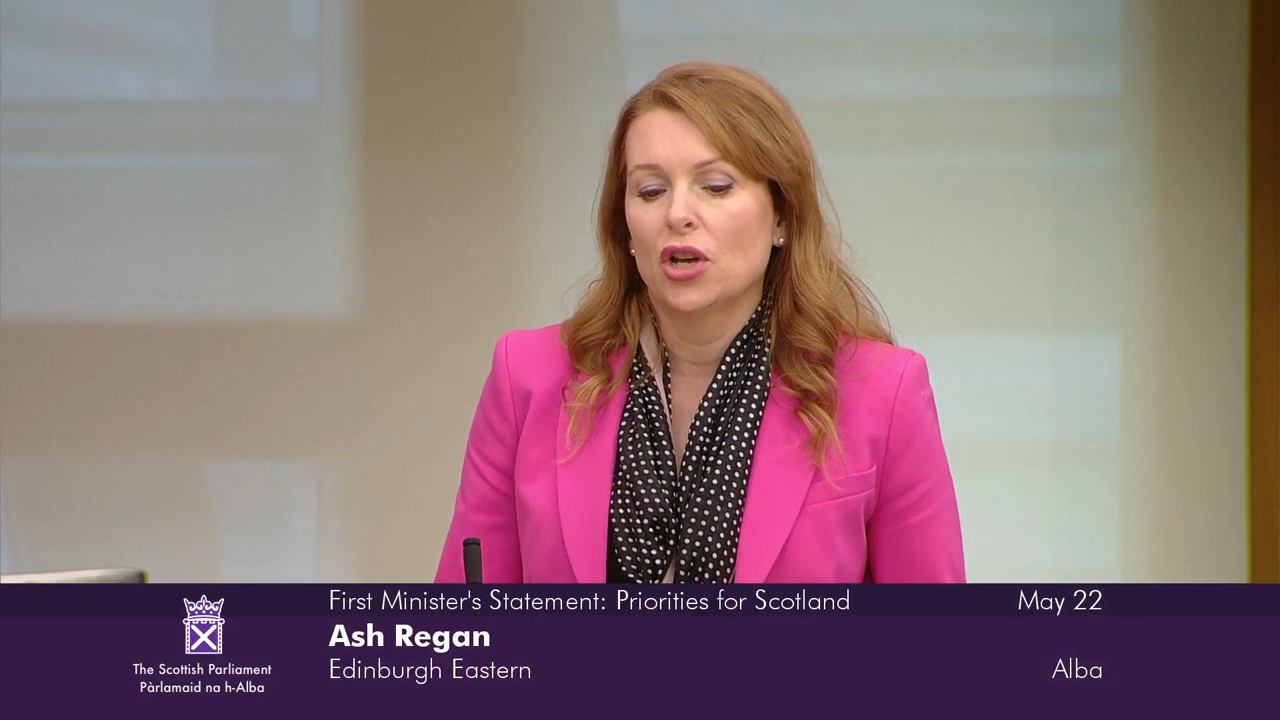 First Minister's Statement: Priorities for Scotland May 22
Ash Regan
Edinburgh Eastern Alba
The Scottish Parliament
Pàrlamaid na h-Alba